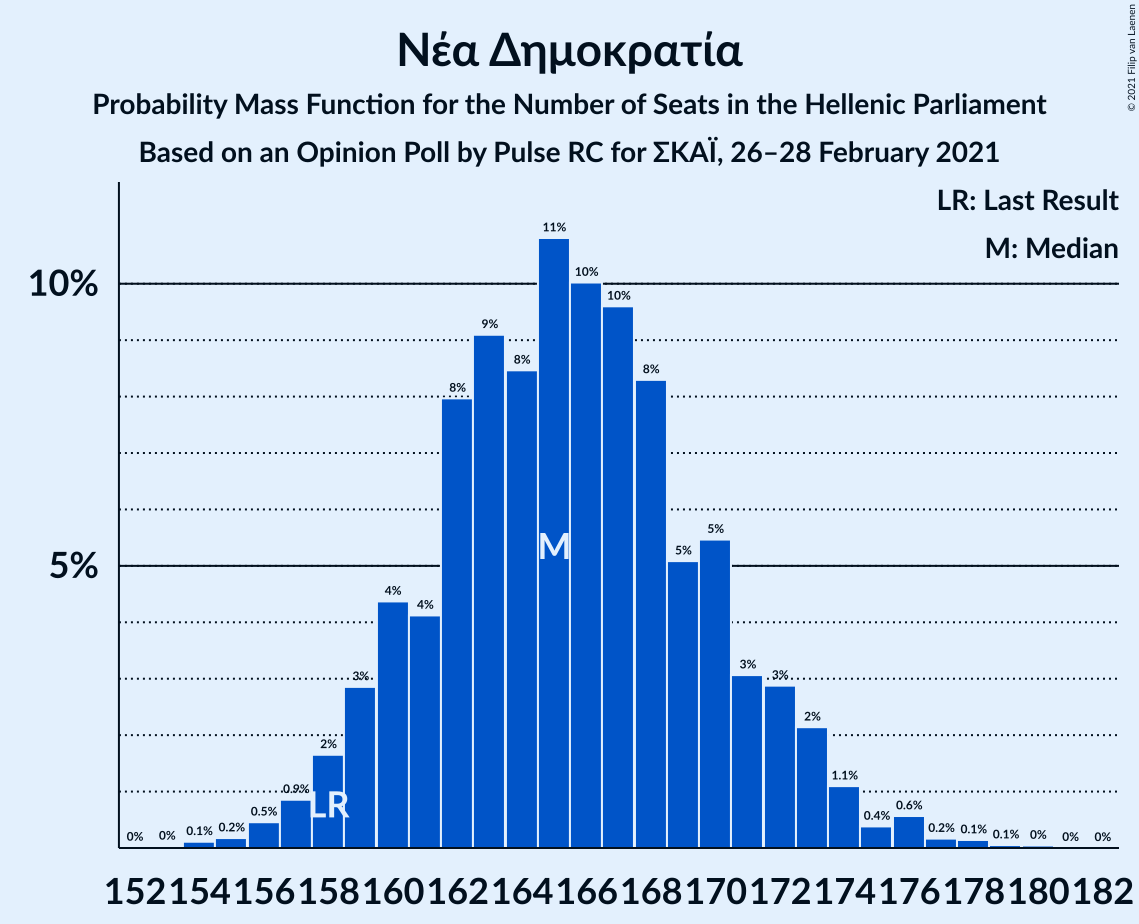 © 2021 Filip van Laenen
Νέα Δημοκρατία
Probability Mass Function for the Number of Seats in the Hellenic Parliament
Based on an Opinion Poll by Pulse RC for ΣΚΑΪ, 26–28 February 2021
LR: Last Result
M: Median
11%
10%
10%
10%
9%
8%
8%
8%
5%
5%
M
5%
4%
4%
3%
3%
3%
2%
2%
1.1%
LR
0.9%
0.6%
0.5%
0.4%
0% 0% 0.1% 0.2% 0.2% 0.1% 0.1% 0% 0% 0%
152 154 156 158 160 162 164 166 168 170 172 174 176 178 180 182